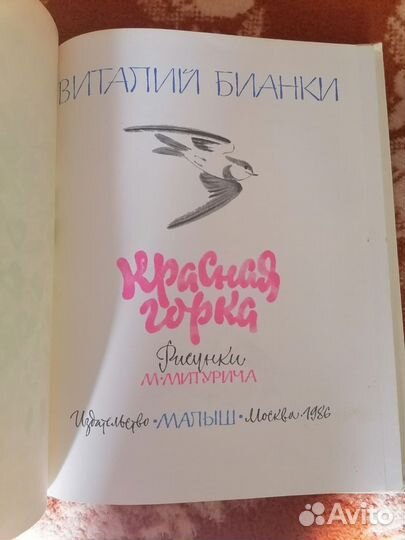 ВИТАЛИЙ БИАНКИ
Красная
горка
Рисунки
М·МИТУРИЧА
Издательство·МАЛЫШ·Москва·1986
Avito